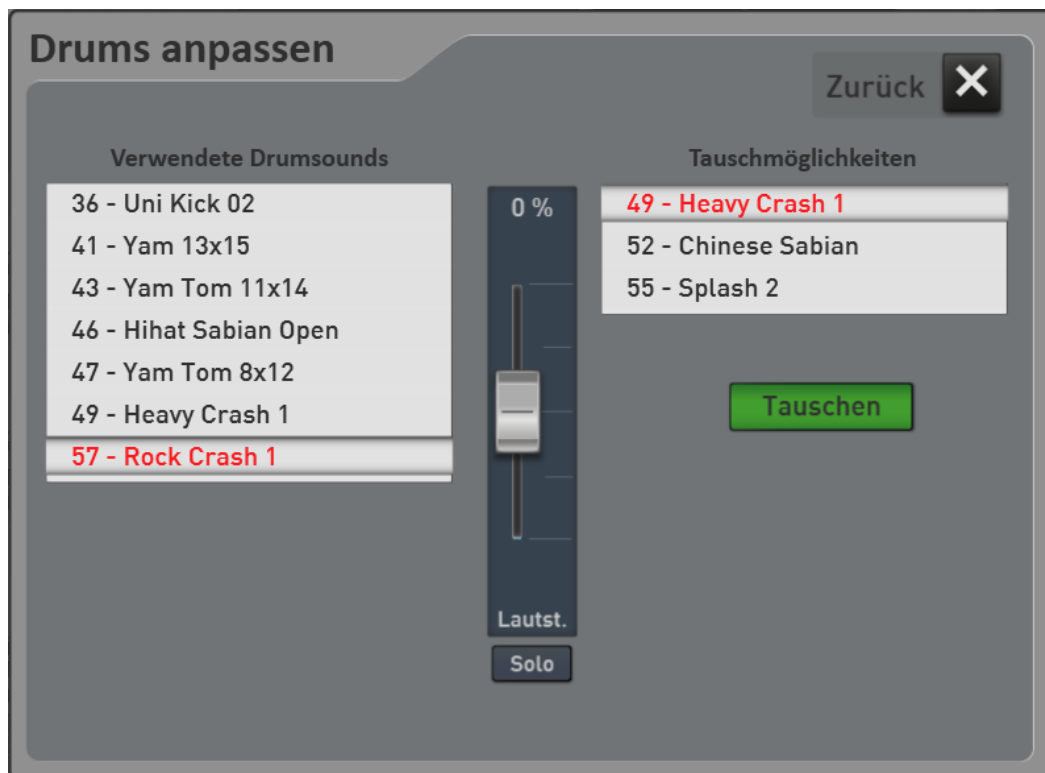 Drums anpassen
Zurück
Verwendete Drumsounds
36 - Uni Kick 02
41 - Yam 13x15
43 - Yam Tom 11x14
46 - Hihat Sabian Open
47 - Yam Tom 8x12
49 - Heavy Crash 1
57 - Rock Crash 1
0 %
Lautst.
Solo
Tauschmöglichkeiten
49 - Heavy Crash 1
52 - Chinese Sabian
55 - Splash 2
Tauschen